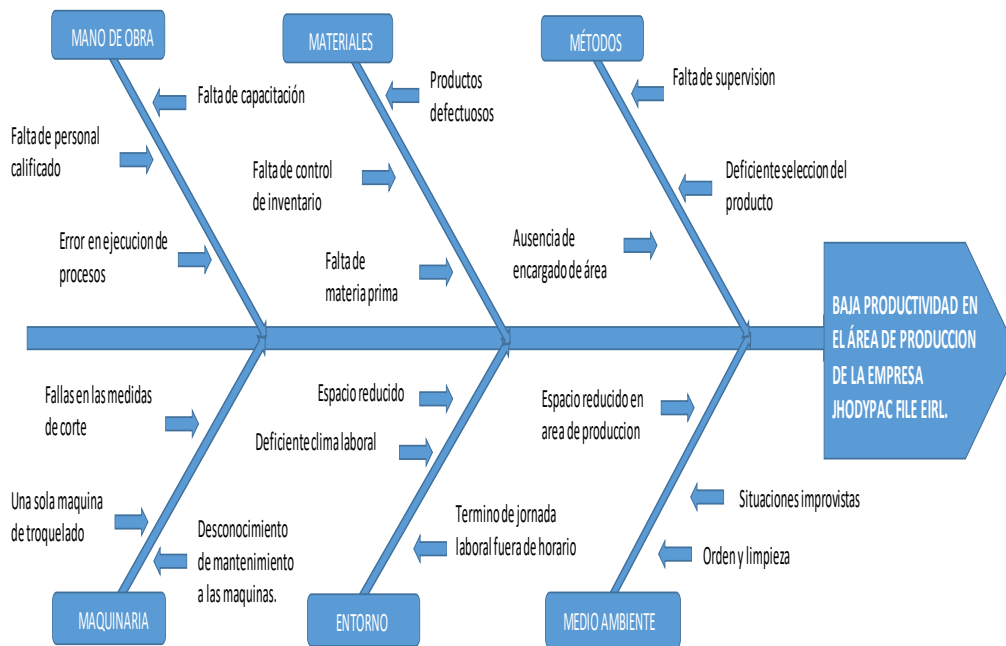 MANO DE OBRA
MATERIALES
MÉTODOS
Falta de capacitación
Falta de personal
calificado
Error en ejecucion de
procesos
Productos
defectuosos
Falta de control
de inventario
Falta de
materia prima
Falta de supervision
Deficiente seleccion del
producto
Ausencia de
encargado de área
BAJA PRODUCTIVIDAD EN
EL ÁREA DE PRODUCCION
DE LA EMPRESA
JHODYPAC FILE EIRL.
Fallas en las medidas
de corte
Una sola maquina
de troquelado
Desconocimiento
de mantenimiento
a las maquinas.
Espacio reducido
Deficiente clima laboral
Termino de jornada
laboral fuera de horario
Espacio reducido en
area de produccion
Situaciones improvistas
Orden y limpieza
MAQUINARIA
ENTORNO
MEDIO AMBIENTE